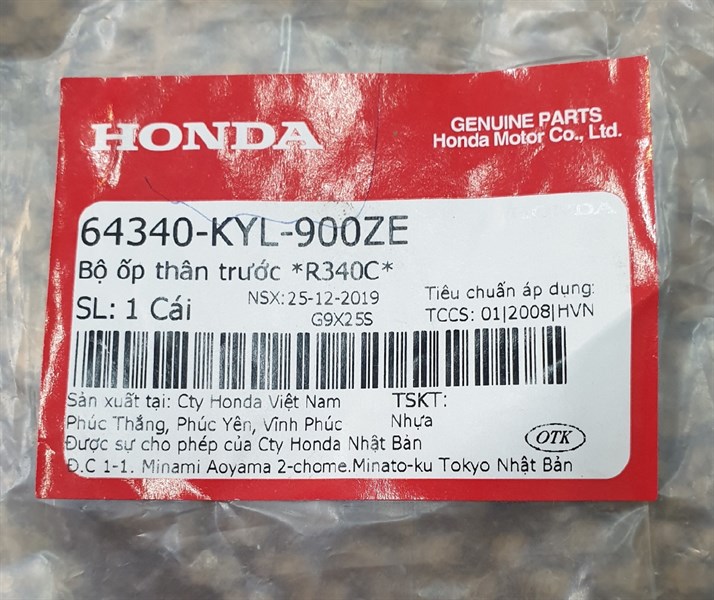 HONDA
GENUINE PARTS
Honda Motor Co., Ltd.
64340-KYL-900ZE
Bộ ốp thân trước *R340C*
SL: 1 Cái
NSX: 25-12-2019
G9X25S
Tiêu chuẩn áp dụng:
TCCS: 01|2008|HVN
Sản xuất tại: Cty Honda Việt Nam
Phúc Thắng, Phúc Yên, Vĩnh Phúc
TSKT:
Nhựa
Được sự cho phép của Cty Honda Nhật Bản
Đ.C 1-1. Minami Aoyama 2-chome.Minato-ku Tokyo Nhật Bản
OTK